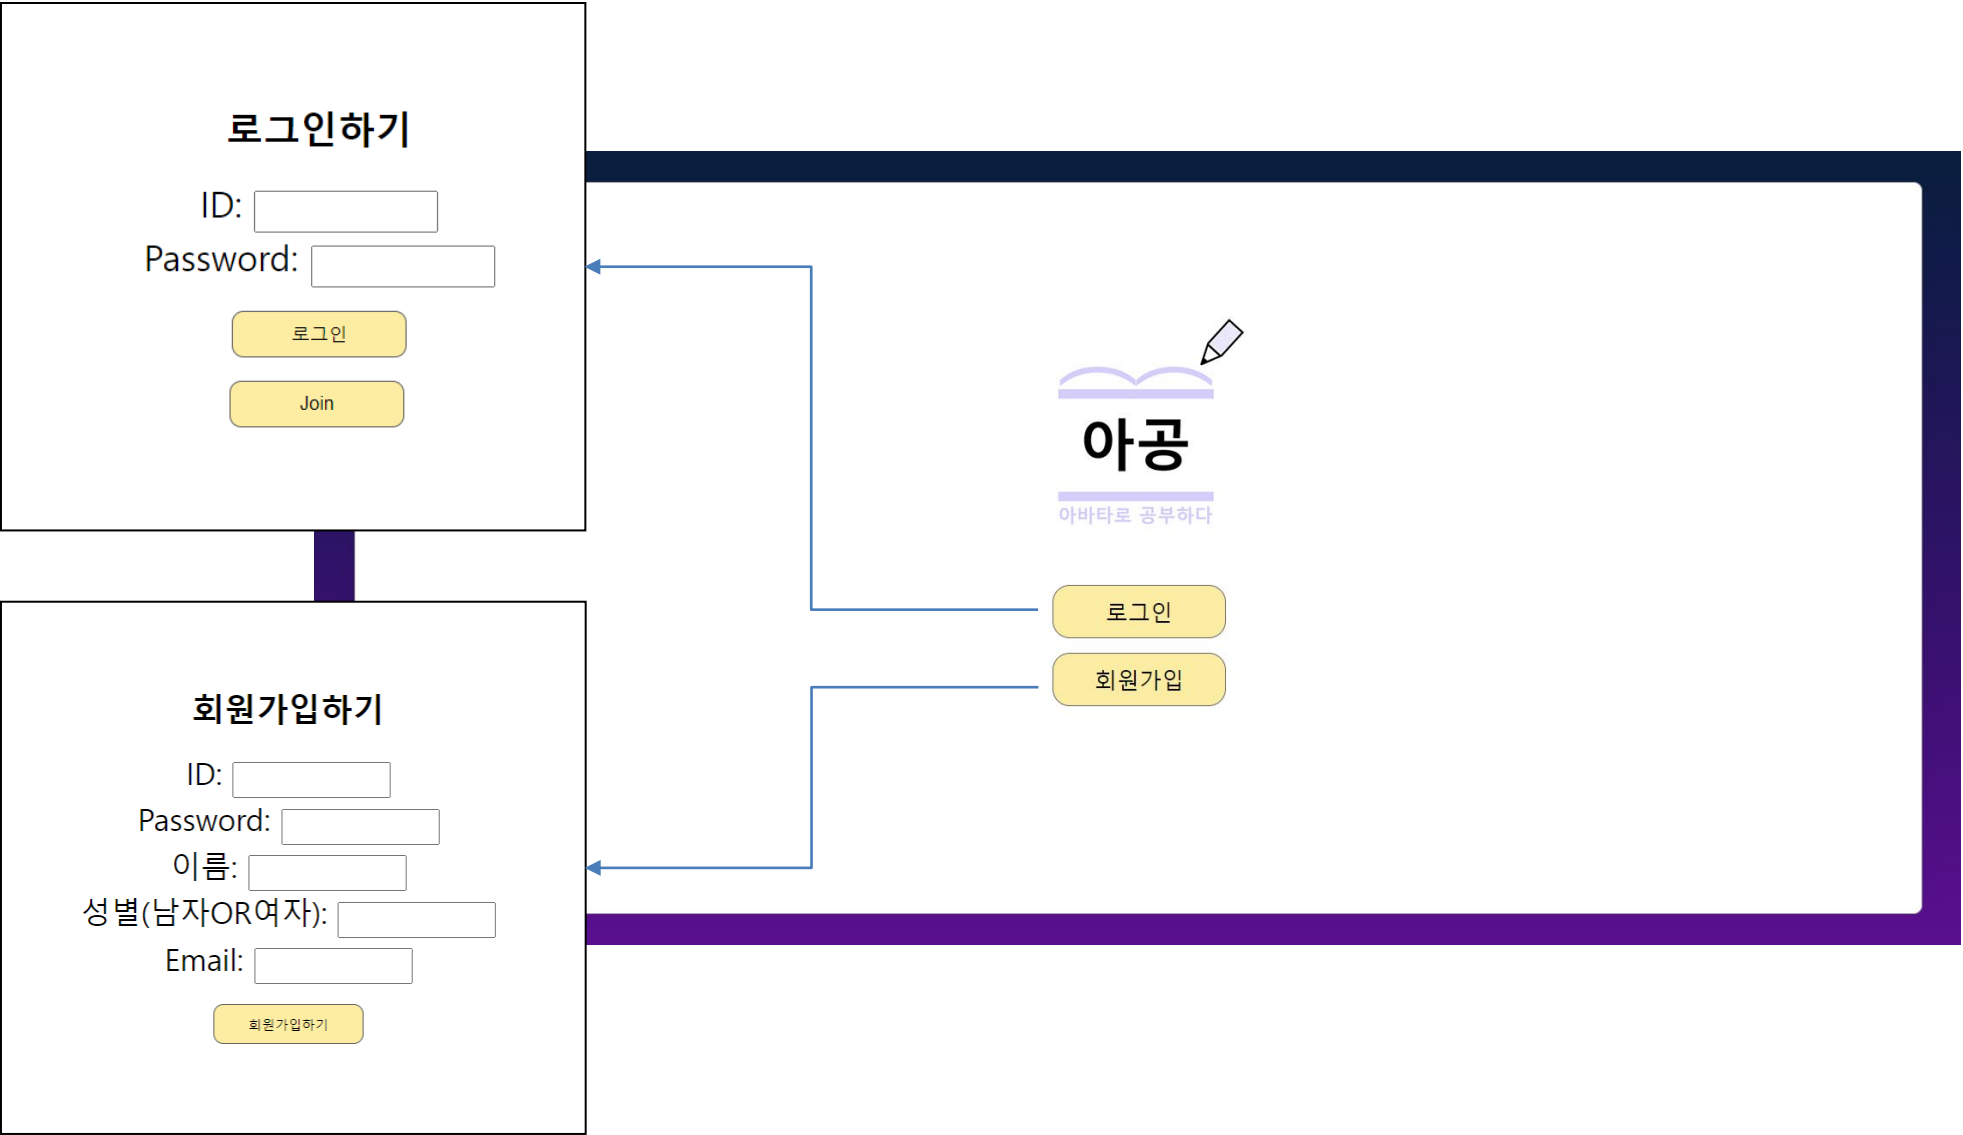 로그인하기
ID:
Password:
로그인
Join
아공
아바타로 공부하다
로그인
회원가입
회원가입하기
ID:
Password:
이름:
성별(남자OR여자):
Email:
회원가입하기